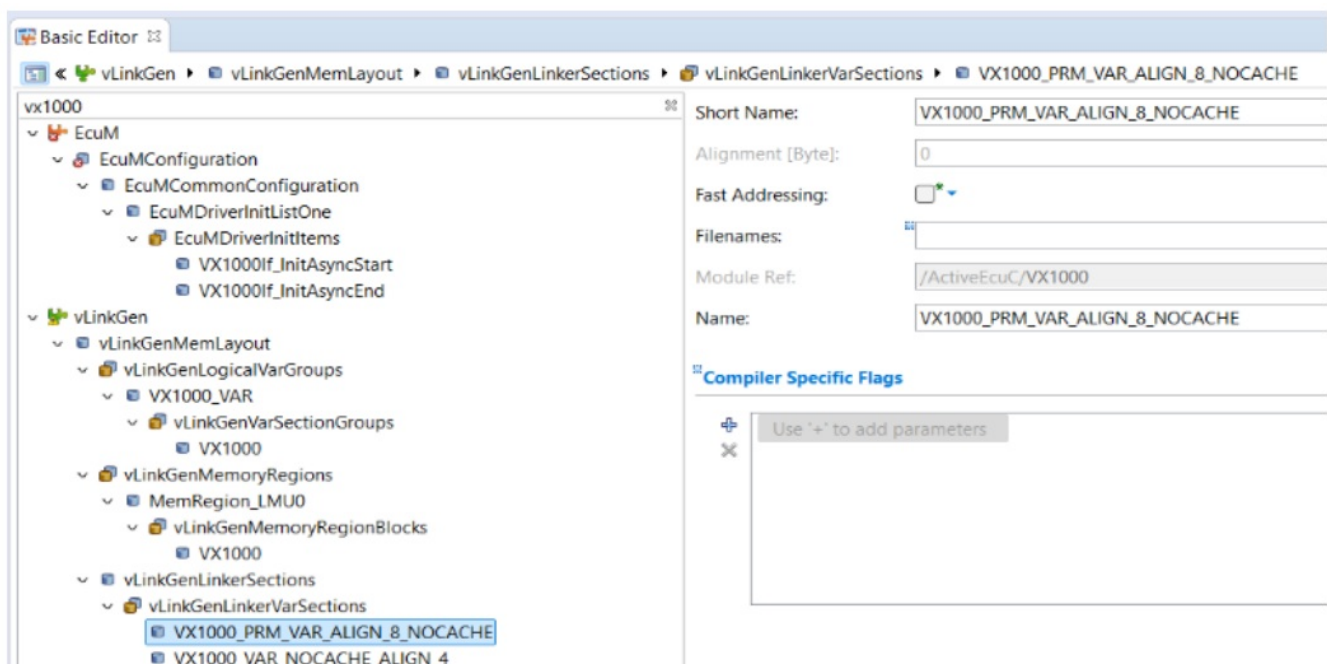 Basic Editor
« vLinkGen vLinkGenMemLayout vLinkGenLinkerSections vLinkGenLinkerVarSections VX1000_PRM_VAR_ALIGN_8_NOCACHE
vx1000
EcuM
EcuMConfiguration
EcuMCommonConfiguration
EcuMDriverInitListOne
EcuMDriverInitItems
VX1000If_InitAsyncStart
VX1000If_InitAsyncEnd
vLinkGen
vLinkGenMemLayout
vLinkGenLogicalVarGroups
VX1000_VAR
vLinkGenVarSectionGroups
VX1000
vLinkGenMemoryRegions
MemRegion_LMU0
vLinkGenMemoryRegionBlocks
VX1000
vLinkGenLinkerSections
vLinkGenLinkerVarSections
VX1000_PRM_VAR_ALIGN_8_NOCACHE
VX1000_VAR_NOCACHE_ALIGN_4
Short Name: VX1000_PRM_VAR_ALIGN_8_NOCACHE
Alignment [Byte]: 0
Fast Addressing:
Filenames:
Module Ref: /ActiveEcuC/VX1000
Name: VX1000_PRM_VAR_ALIGN_8_NOCACHE
Compiler Specific Flags
Use '+' to add parameters